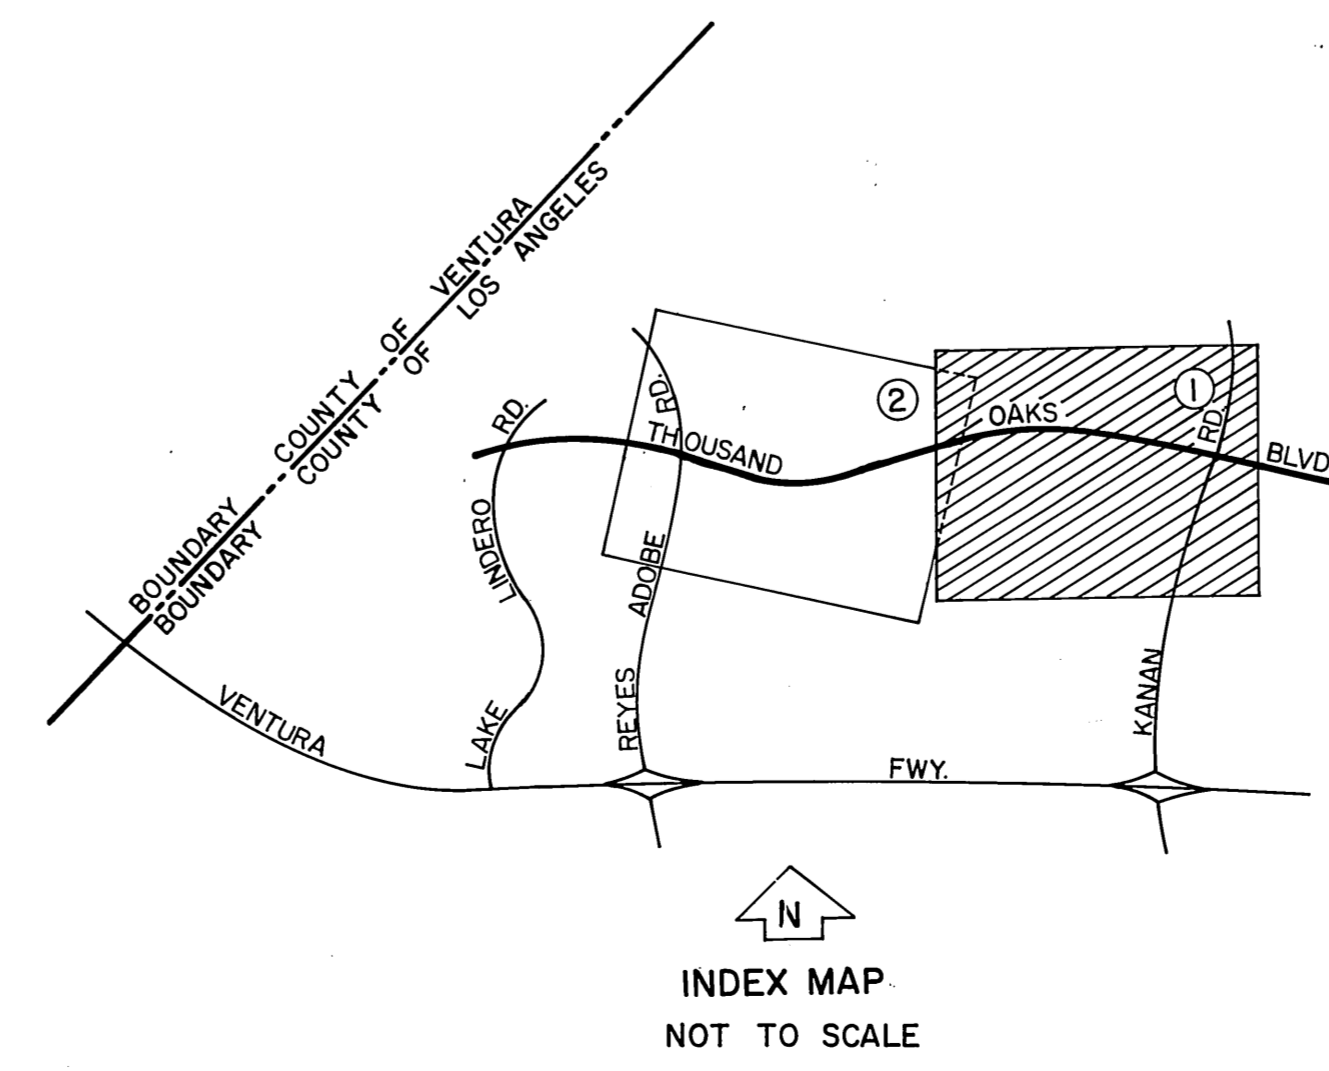 BOUNDARY COUNTY OF VENTURA
BOUNDARY COUNTY OF LOS ANGELES
2
1
OAKS
THOUSAND
BLVD
LAKE LINDERO RD.
REYES ADOBE RD.
KANAN RD.
VENTURA
FWY.
N
INDEX MAP
NOT TO SCALE